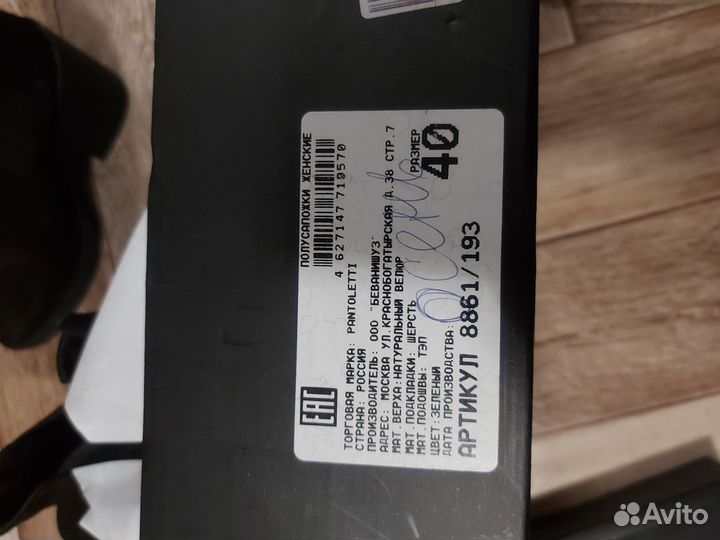 ПОЛУСАПОЖКИ ЖЕНСКИЕ
4 627147 719570
EAC
ТОРГОВАЯ МАРКА: PANTOLETTI
СТРАНА: РОССИЯ
ПРОИЗВОДИТЕЛЬ: ООО "БЕВАНИШУЗ"
АДРЕС: МОСКВА УЛ.КРАСНОБОГАТЫРСКАЯ Д.38 СТР.7
МАТ.ВЕРХА:НАТУРАЛЬНЫЙ ВЕЛЮР
МАТ.ПОДКЛАДКИ: ШЕРСТЬ
МАТ.ПОДОШВЫ: ТЭП
ЦВЕТ:ЗЕЛЕНЫЙ
ДАТА ПРОИЗВОДСТВА:
РАЗМЕР
40
АРТИКУЛ 8861/193
Avito